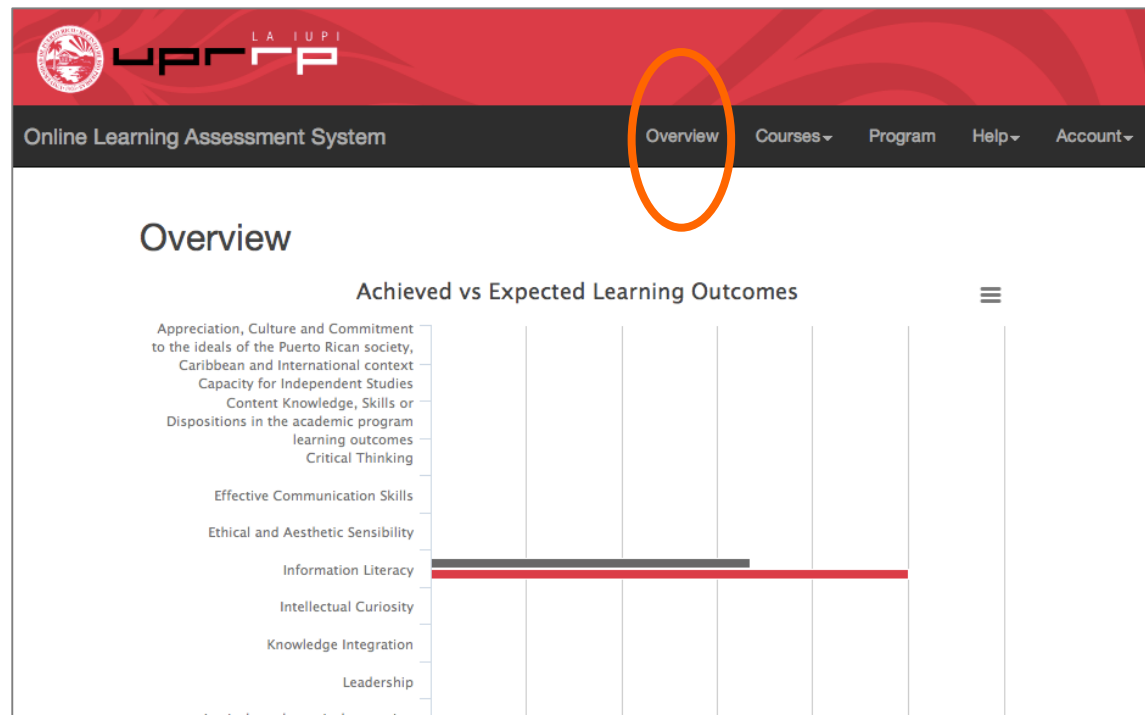 LA IUPI
uprrp
Online Learning Assessment System
Overview
Courses
Program
Help
Account
Overview
Achieved vs Expected Learning Outcomes
Appreciation, Culture and Commitment
to the ideals of the Puerto Rican society,
Caribbean and International context
Capacity for Independent Studies
Content Knowledge, Skills or
Dispositions in the academic program
learning outcomes
Critical Thinking
Effective Communication Skills
Ethical and Aesthetic Sensibility
Information Literacy
Intellectual Curiosity
Knowledge Integration
Leadership